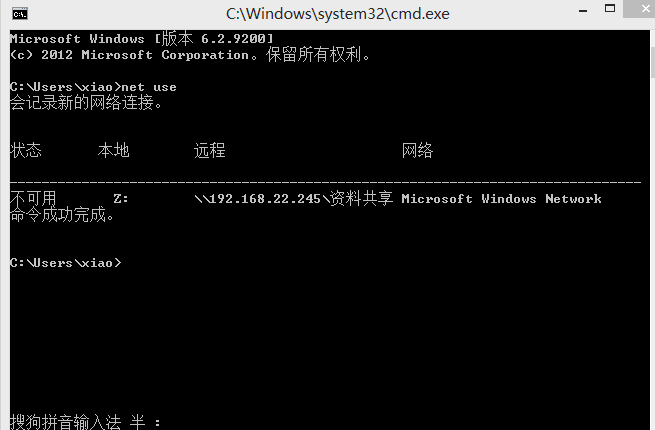 C:\Windows\system32\cmd.exe
Microsoft Windows [版本 6.2.9200]
(c) 2012 Microsoft Corporation。保留所有权利。
C:\Users\xiao>net use
会记录新的网络连接。
状态 本地 远程 网络
-------------------------------------------------------------------------------
不可用 Z: \\192.168.22.245\资料共享 Microsoft Windows Network
命令成功完成。
C:\Users\xiao>
搜狗拼音输入法 半 :